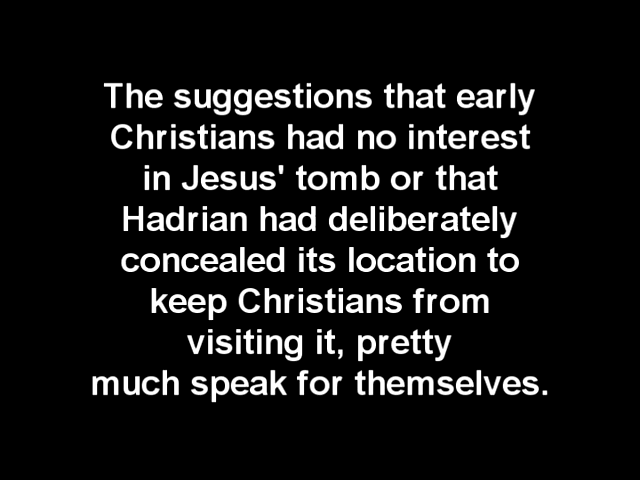 The suggestions that early
Christians had no interest
in Jesus' tomb or that
Hadrian had deliberately
concealed its location to
keep Christians from
visiting it, pretty
much speak for themselves.